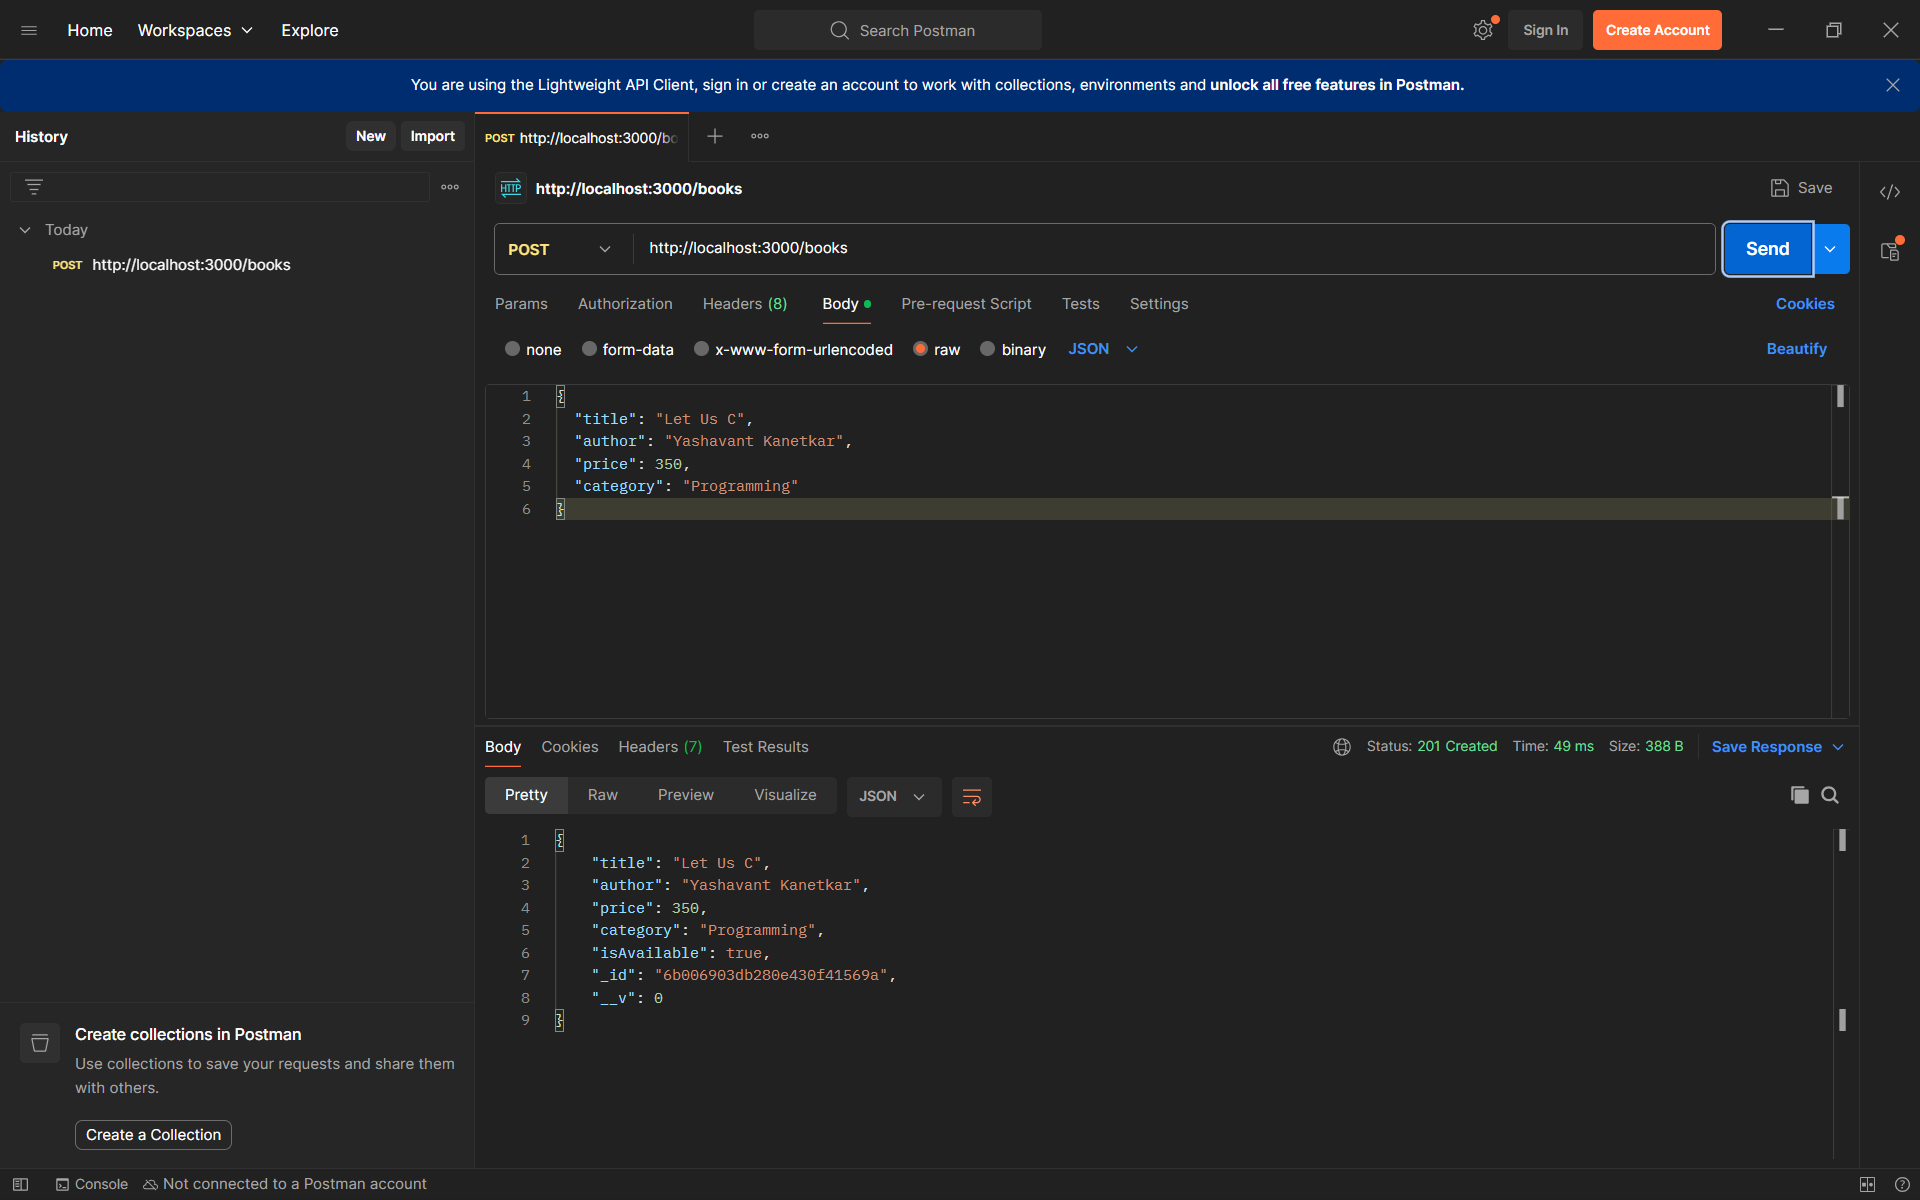 Home Workspaces Explore Search Postman Sign In Create Account
You are using the Lightweight API Client, sign in or create an account to work with collections, environments and unlock all free features in Postman.
History New Import
POST http://localhost:3000/bo
Today
POST http://localhost:3000/books
HTTP http://localhost:3000/books Save
POST http://localhost:3000/books Send
Params Authorization Headers (8) Body Pre-request Script Tests Settings Cookies
none form-data x-www-form-urlencoded raw binary JSON Beautify
1 {
2 "title": "Let Us C",
3 "author": "Yashavant Kanetkar",
4 "price": 350,
5 "category": "Programming"
6 }
Body Cookies Headers (7) Test Results Status: 201 Created Time: 49 ms Size: 388 B Save Response
Pretty Raw Preview Visualize JSON
1 {
2 "title": "Let Us C",
3 "author": "Yashavant Kanetkar",
4 "price": 350,
5 "category": "Programming",
6 "isAvailable": true,
7 "_id": "6b006903db280e430f41569a",
8 "__v": 0
9 }
Create collections in Postman
Use collections to save your requests and share them
with others.
Create a Collection
Console Not connected to a Postman account